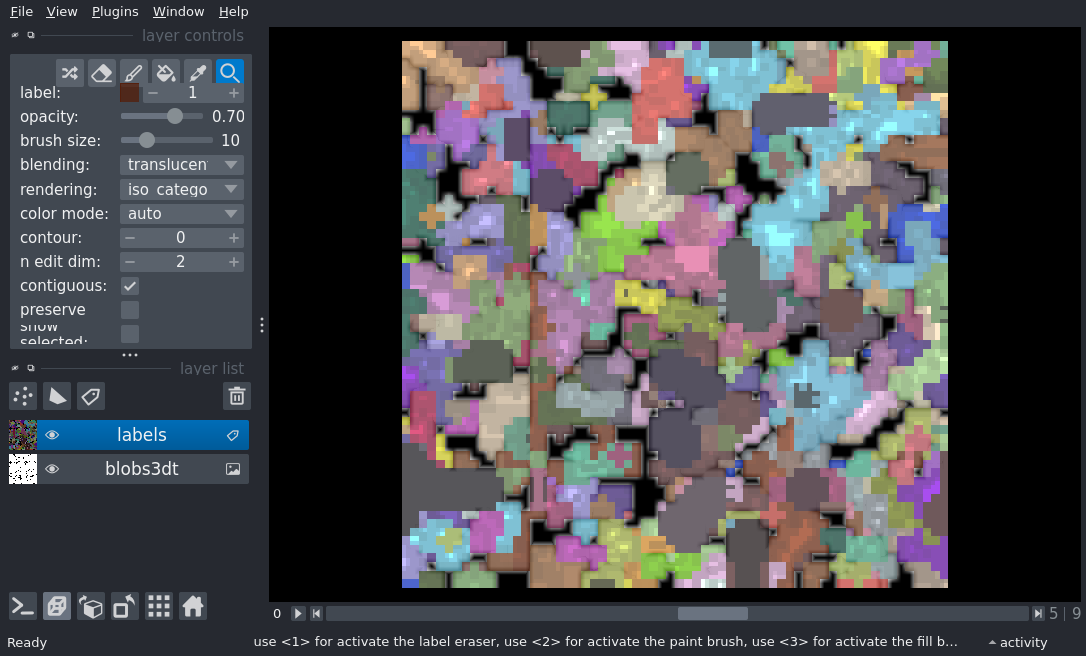 File View Plugins Window Help
layer controls
label: 1
opacity: 0.70
brush size: 10
blending: translucen
rendering: iso_catego
color mode: auto
contour: 0
n edit dim: 2
contiguous:
preserve
show
selected:
layer list
labels
blobs3dt
0 5 | 9
Ready use <1> for activate the label eraser, use <2> for activate the paint brush, use <3> for activate the fill b... activity